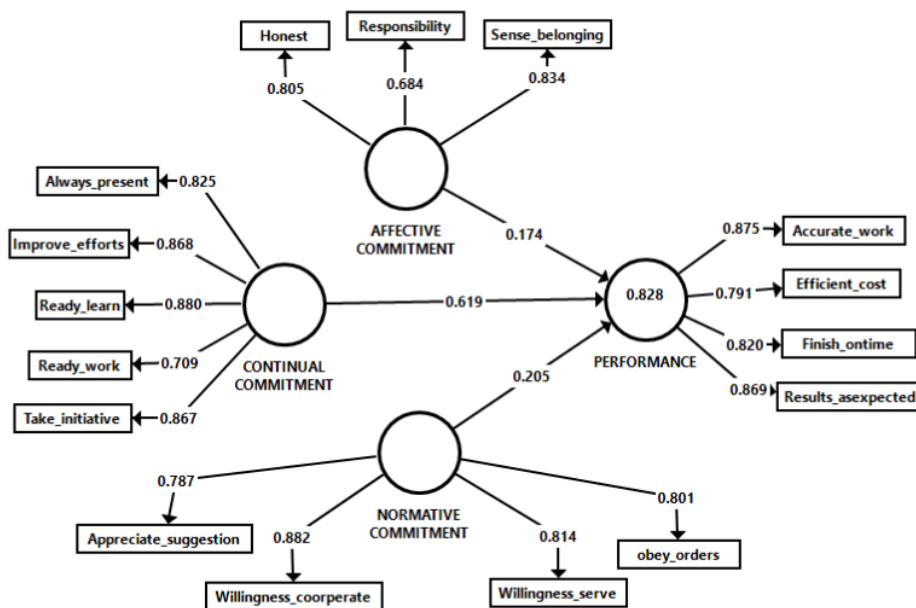 Honest
Responsibility
Sense_belonging
0.805
0.684
0.834
Always_present
0.825
AFFECTIVE
COMMITMENT
0.174
0.875
Accurate_work
Improve_efforts
0.868
Ready_learn
0.880
0.619
0.828
0.791
Efficient_cost
Ready_work
0.709
CONTINUAL
COMMITMENT
PERFORMANCE
0.820
Finish_ontime
0.205
0.869
Results_asexpected
Take_initiative
0.867
0.787
NORMATIVE
COMMITMENT
0.801
Appreciate_suggestion
0.882
0.814
obey_orders
Willingness_coorperate
Willingness_serve